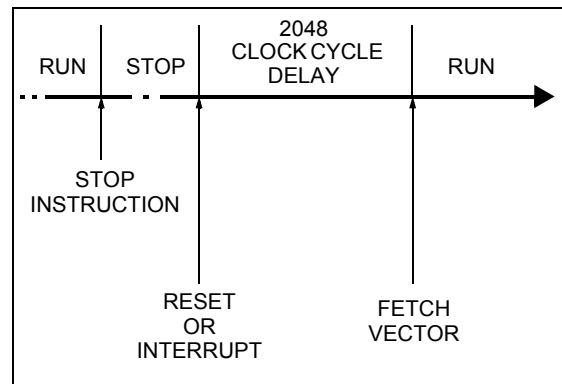 2048
CLOCK CYCLE
DELAY
RUN
STOP
RUN
STOP
INSTRUCTION
RESET
OR
INTERRUPT
FETCH
VECTOR